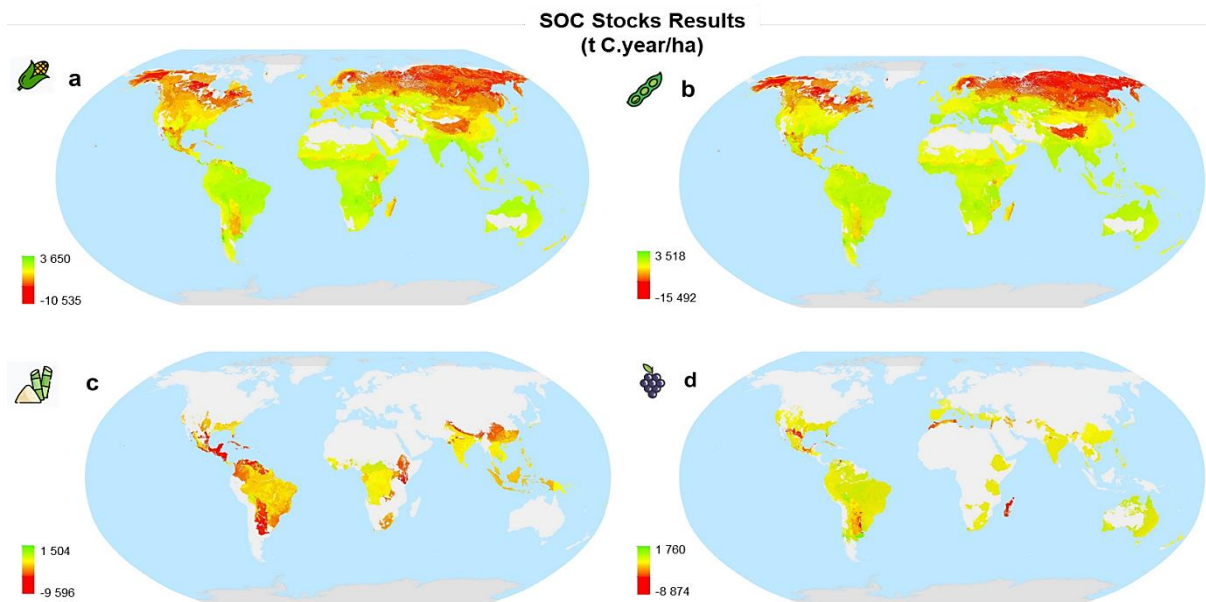 SOC Stocks Results
(t C.year/ha)
a
b
3 650
-10 535
3 518
-15 492
c
d
1 504
-9 596
1 760
-8 874